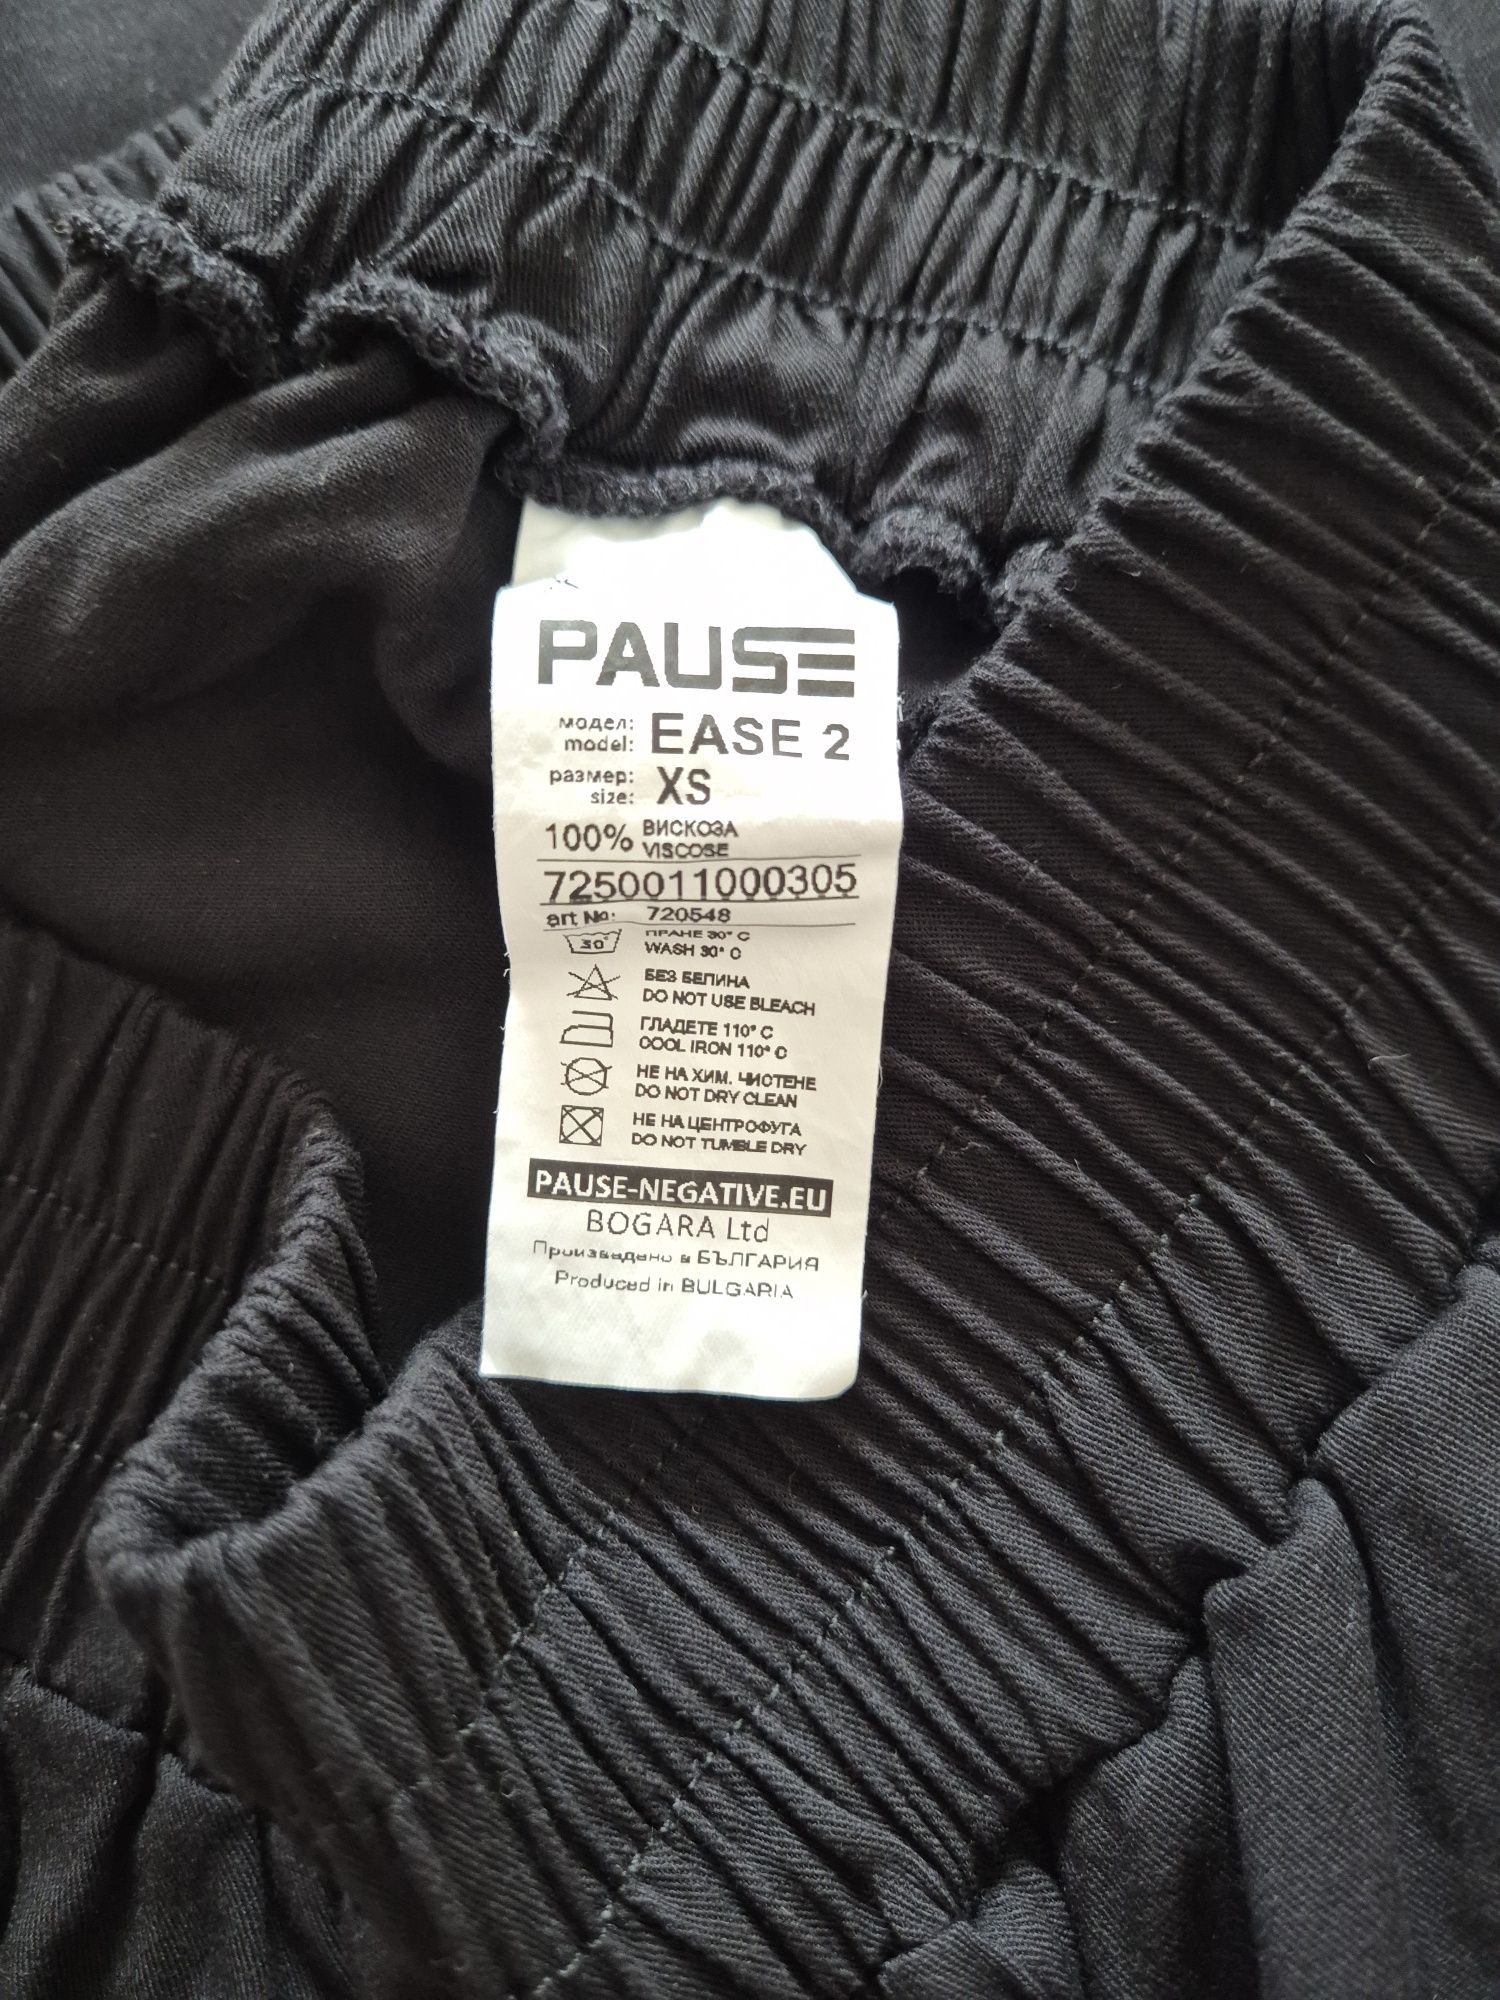 PAUSE
модел:
model: EASE 2
размер:
size: XS
100% ВИСКОЗА
VISCOSE
7250011000305
art No: 720548
30° ПРАНЕ 30° C
WASH 30° C
БЕЗ БЕЛИНА
DO NOT USE BLEACH
ГЛАДЕТЕ 110° C
COOL IRON 110° C
НЕ НА ХИМ. ЧИСТЕНЕ
DO NOT DRY CLEAN
НЕ НА ЦЕНТРОФУГА
DO NOT TUMBLE DRY
PAUSE-NEGATIVE.EU
BOGARA Ltd
Произведено в БЪЛГАРИЯ
Produced in BULGARIA